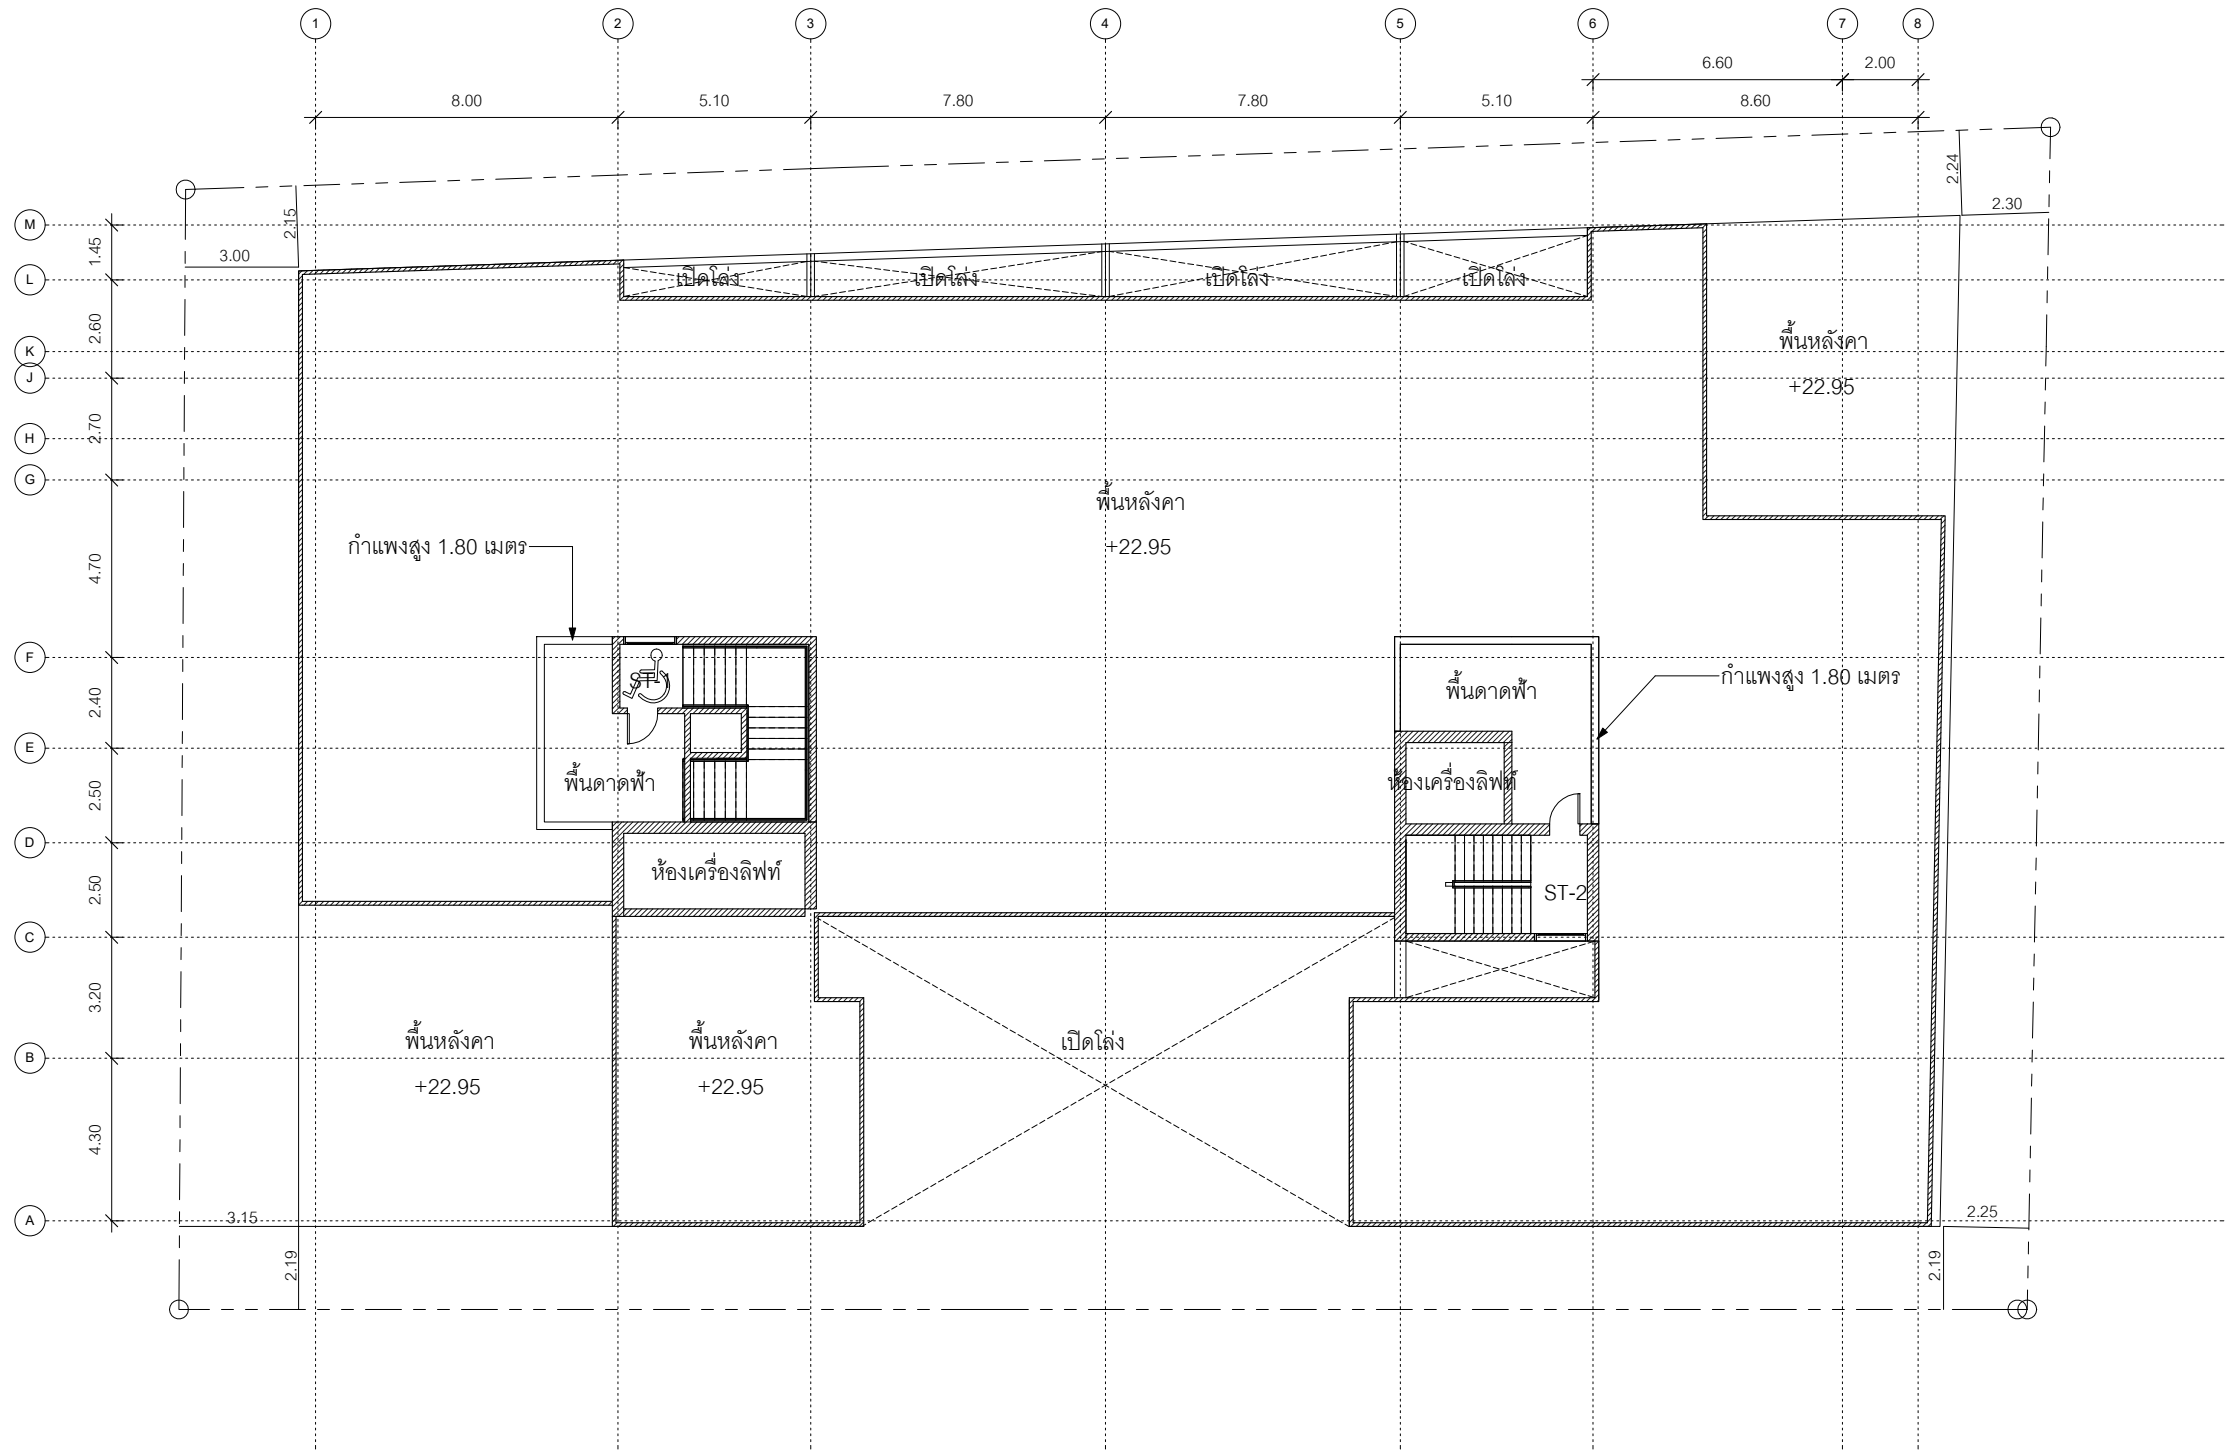 1 2 3 4 5 6 7 8
6.60 2.00
8.00 5.10 7.80 7.80 5.10 8.60
2.24
2.15
2.30
M
1.45
3.00
L
เปิดโล่ง เปิดโล่ง เปิดโล่ง เปิดโล่ง
2.60
พื้นหลังคา
+22.95
K
J
2.70
H
G
พื้นหลังคา
+22.95
กำแพงสูง 1.80 เมตร
4.70
F
ST-1
พื้นดาดฟ้า
กำแพงสูง 1.80 เมตร
2.40
E
พื้นดาดฟ้า
ห้องเครื่องลิฟท์
2.50
D
ห้องเครื่องลิฟท์
ST-2
2.50
C
3.20
พื้นหลังคา
+22.95
พื้นหลังคา
+22.95
เปิดโล่ง
B
4.30
A
3.15
2.25
2.19
2.19